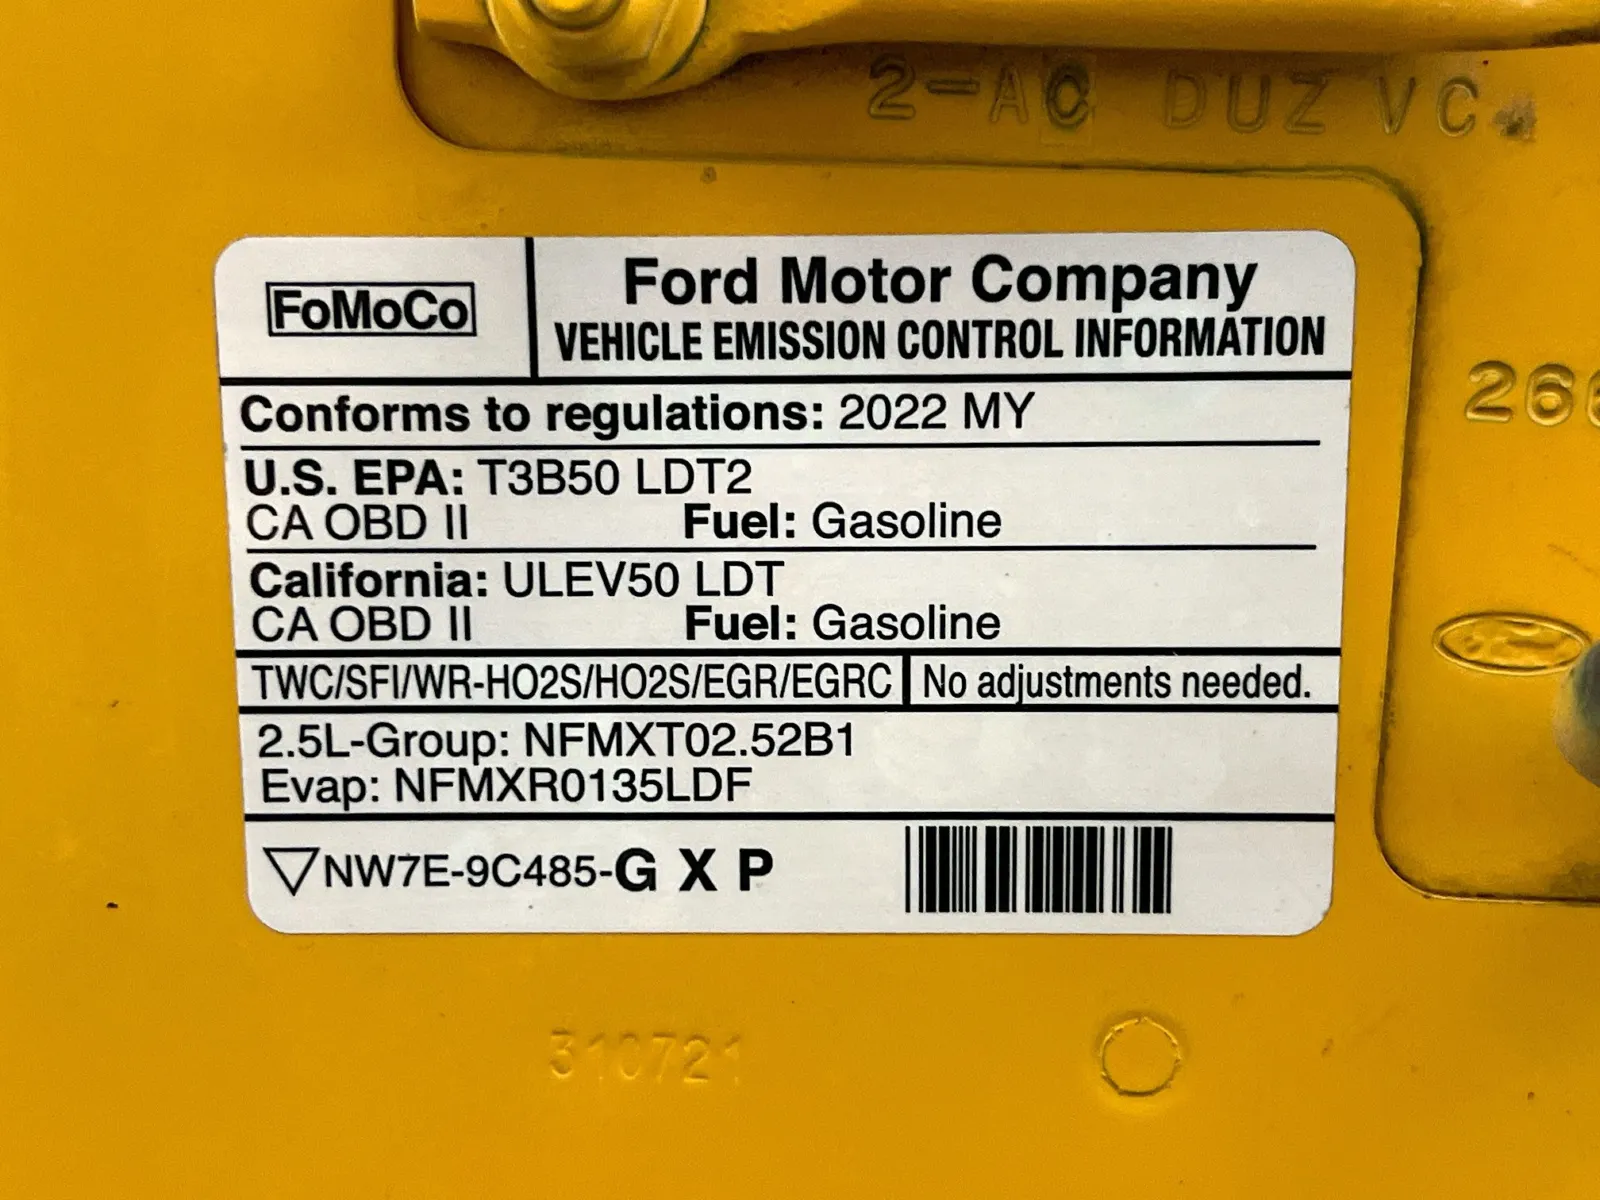 2-AC DUZ VC
FoMoCo
Ford Motor Company
VEHICLE EMISSION CONTROL INFORMATION
Conforms to regulations: 2022 MY
266
U.S. EPA: T3B50 LDT2
CA OBD II Fuel: Gasoline
California: ULEV50 LDT
CA OBD II Fuel: Gasoline
TWC/SFI/WR-HO2S/HO2S/EGR/EGRC No adjustments needed.
2.5L-Group: NFMXT02.52B1
Evap: NFMXR0135LDF
NW7E-9C485-G X P
310721